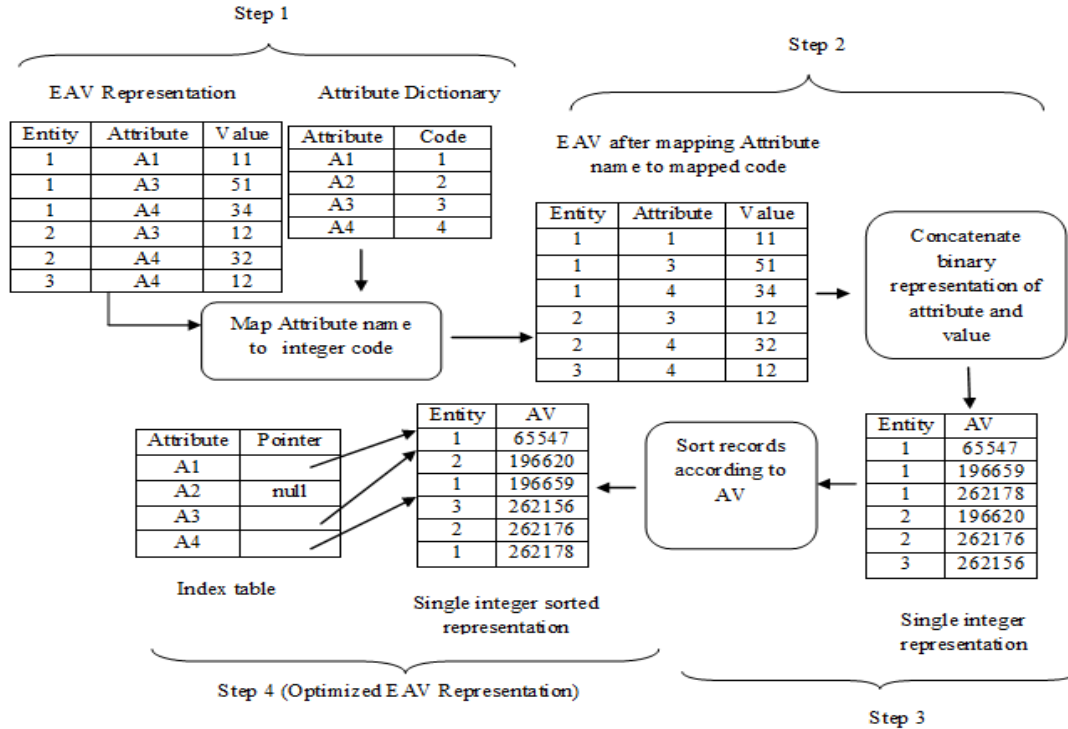 Step 1
EAV Representation
Entity Attribute Value
1 A1 11
1 A3 51
1 A4 34
2 A3 12
2 A4 32
3 A4 12
Attribute Dictionary
Attribute Code
A1 1
A2 2
A3 3
A4 4
Map Attribute name
to integer code
Step 2
EAV after mapping Attribute
name to mapped code
Entity Attribute Value
1 1 11
1 3 51
1 4 34
2 3 12
2 4 32
3 4 12
Concatenate
binary
representation of
attribute and
value
Entity AV
1 65547
1 196659
1 262178
2 196620
2 262176
3 262156
Single integer
representation
Step 3
Sort records
according to
AV
Entity AV
1 65547
2 196620
1 196659
3 262156
2 262176
1 262178
Single integer sorted
representation
Attribute Pointer
A1
A2 null
A3
A4
Index table
Step 4 (Optimized EAV Representation)